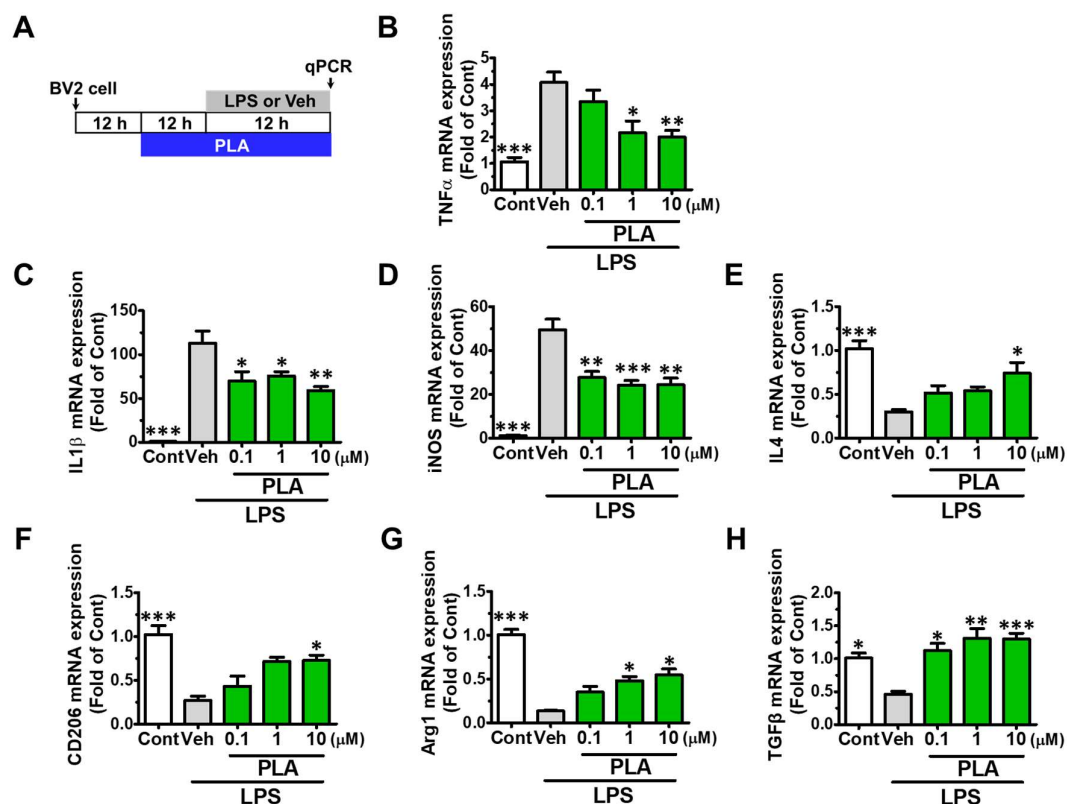 A
qPCR
BV2 cell
LPS or Veh
12 h 12 h 12 h
PLA
B
TNFα mRNA expression
(Fold of Cont)
5
4
3
2
1
0
***
*
**
Cont Veh 0.1 1 10 (μM)
PLA
LPS
C
IL1β mRNA expression
(Fold of Cont)
150
100
50
0
***
*
*
**
Cont Veh 0.1 1 10 (μM)
PLA
LPS
D
iNOS mRNA expression
(Fold of Cont)
60
40
20
0
***
**
***
**
Cont Veh 0.1 1 10 (μM)
PLA
LPS
E
IL4 mRNA expression
(Fold of Cont)
1.5
1.0
0.5
0.0
***
*
Cont Veh 0.1 1 10 (μM)
PLA
LPS
F
CD206 mRNA expression
(Fold of Cont)
1.5
1.0
0.5
0.0
***
*
Cont Veh 0.1 1 10 (μM)
PLA
LPS
G
Arg1 mRNA expression
(Fold of Cont)
1.5
1.0
0.5
0.0
***
*
*
Cont Veh 0.1 1 10 (μM)
PLA
LPS
H
TGFβ mRNA expression
(Fold of Cont)
2.0
1.5
1.0
0.5
0.0
*
*
**
***
Cont Veh 0.1 1 10 (μM)
PLA
LPS